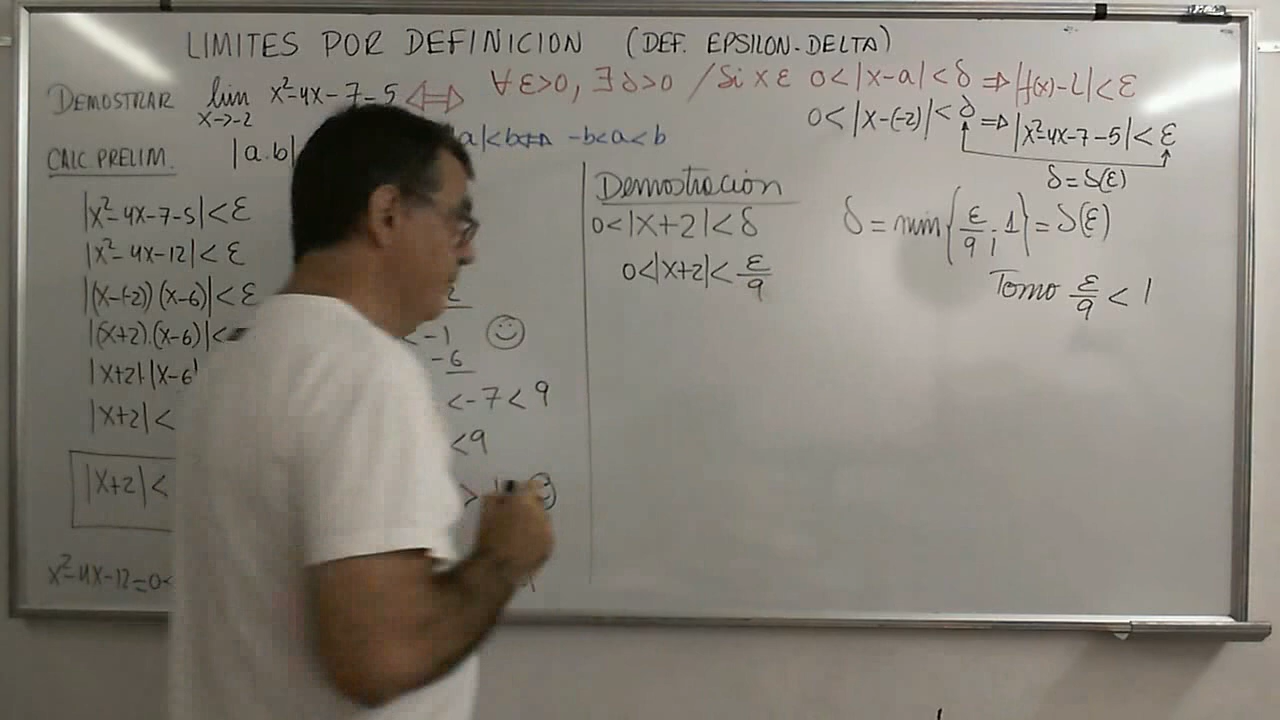 LIMITES POR DEFINICION (DEF. EPSILON-DELTA)
DEMOSTRAR lim x→-2 x²-4x-7-5 ⇔ ∀ε>0, ∃δ>0 / Si x ∈ 0<|x-a|<δ ⇒ |f(x)-L|<ε
0<|x-(-2)|<δ ⇒ |x²-4x-7-5|<ε
δ=δ(ε)
CALC PRELIM. |a.b| a|<b ⇔ -b<a<b
|x²-4x-7-5|<ε
|x²-4x-12|<ε
|(x-(-2))(x-6)|<ε
|(x+2).(x-6)|<
|x+2|.|x-6|
|x+2|<
|x+2|<
x²-4x-12=0
2
<-1
-6
<-7<9
<9
>
Demostración
0<|x+2|<δ
0<|x+2|<ε/9
δ=min{ε/9;1}=δ(ε)
Tomo ε/9<1